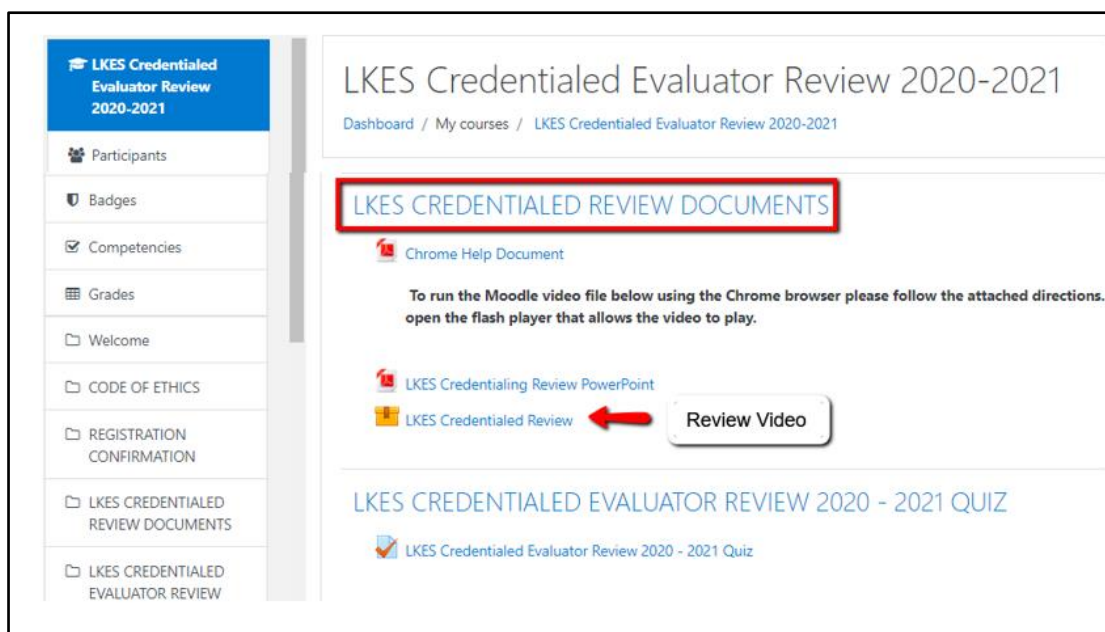 LKES Credentialed
Evaluator Review
2020-2021
Participants
Badges
Competencies
Grades
Welcome
CODE OF ETHICS
REGISTRATION
CONFIRMATION
LKES CREDENTIALED
REVIEW DOCUMENTS
LKES CREDENTIALED
EVALUATOR REVIEW
LKES Credentialed Evaluator Review 2020-2021
Dashboard / My courses / LKES Credentialed Evaluator Review 2020-2021
LKES CREDENTIALED REVIEW DOCUMENTS
Chrome Help Document
To run the Moodle video file below using the Chrome browser please follow the attached directions.
open the flash player that allows the video to play.
LKES Credentialing Review PowerPoint
LKES Credentialed Review
Review Video
LKES CREDENTIALED EVALUATOR REVIEW 2020 - 2021 QUIZ
LKES Credentialed Evaluator Review 2020 - 2021 Quiz